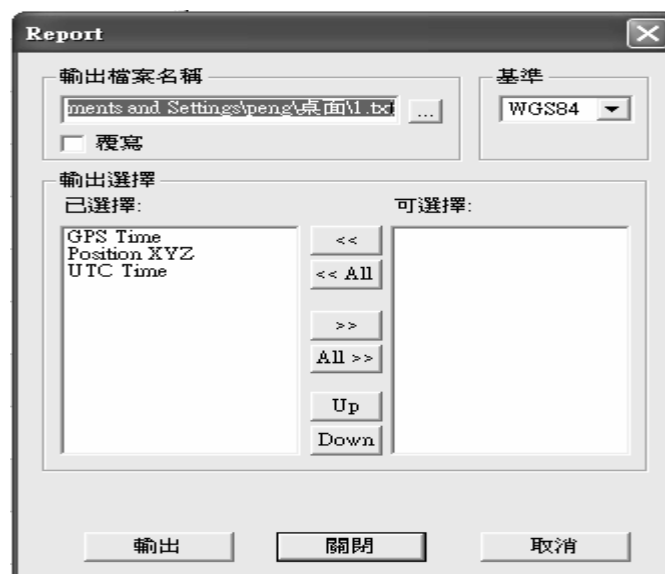 Report
輸出檔案名稱
ments and Settings\peng\桌面\1.txt
...
覆寫
基準
WGS84
輸出選擇
已選擇:
GPS Time
Position XYZ
UTC Time
<<
<< All
>>
All >>
Up
Down
可選擇:
輸出
關閉
取消